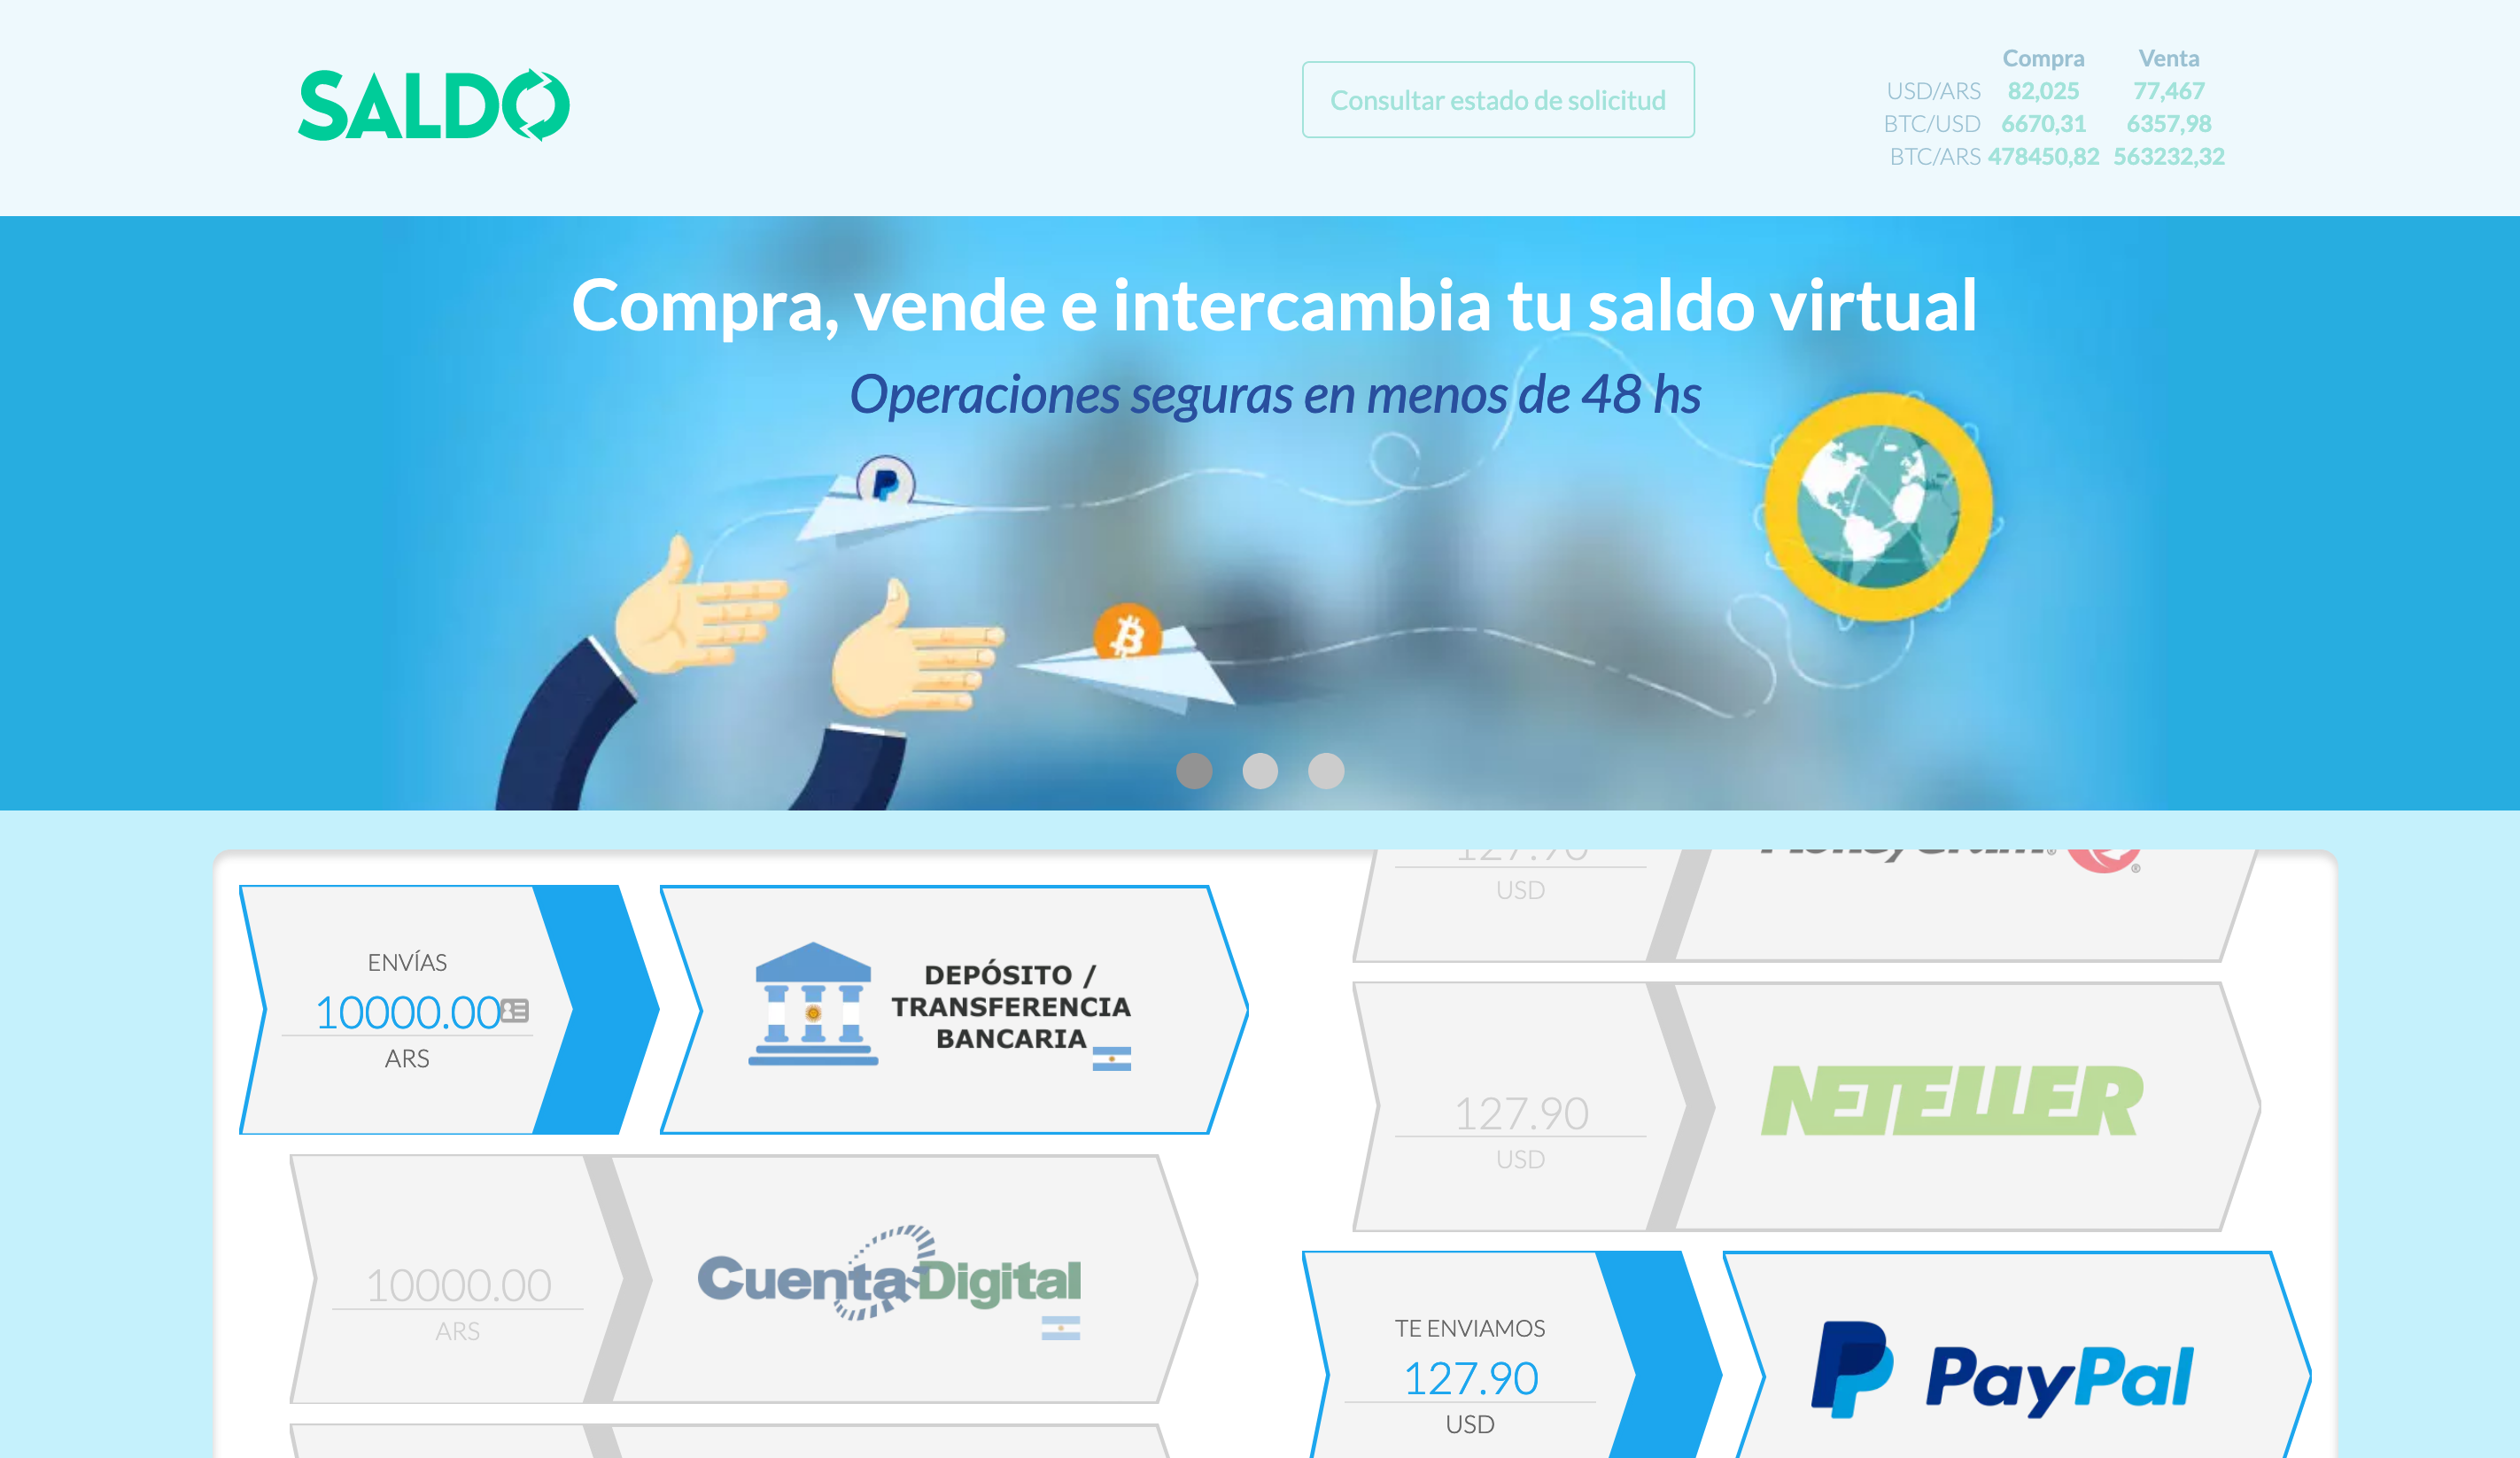 SALDO
Consultar estado de solicitud
Compra Venta
USD/ARS 82,025 77,467
BTC/USD 6670,31 6357,98
BTC/ARS 478450,82 563232,32
Compra, vende e intercambia tu saldo virtual
Operaciones seguras en menos de 48 hs
ENVÍAS
10000.00
ARS
DEPÓSITO /
TRANSFERENCIA
BANCARIA
10000.00
ARS
CuentaDigital
127.90
USD
127.90
USD
NETELLER
TE ENVIAMOS
127.90
USD
PayPal